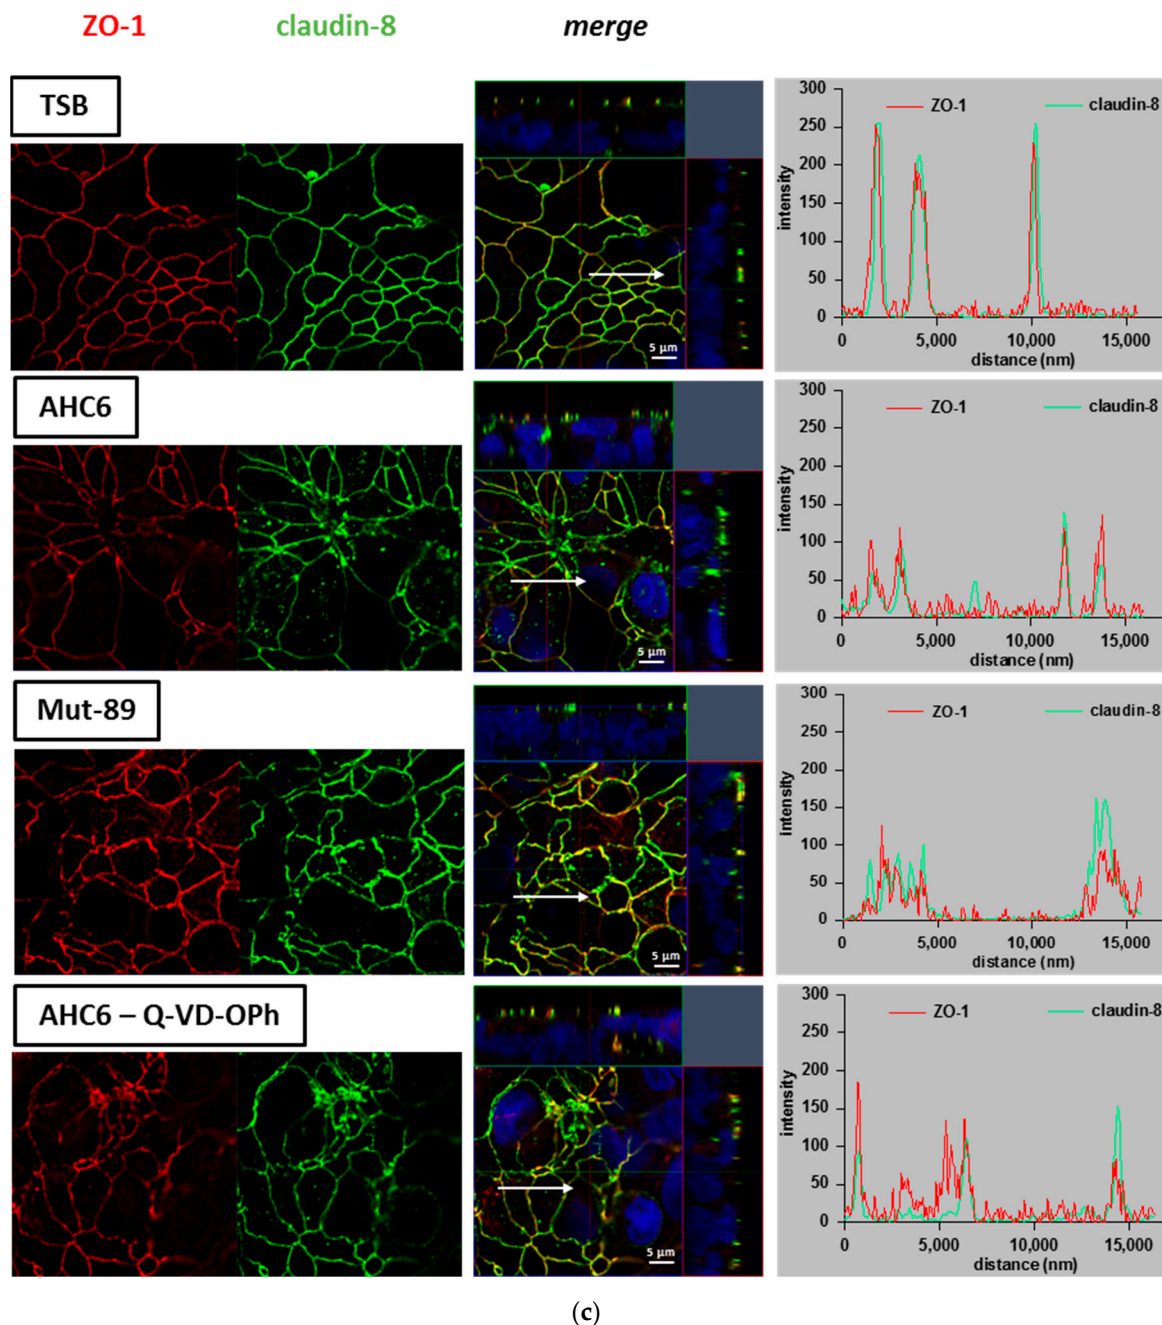 ZO-1 claudin-8 merge
TSB
5 µm
300
250
200
150
100
50
0
intensity
ZO-1 claudin-8
0 5,000 10,000 15,000
distance (nm)
AHC6
5 µm
300
250
200
150
100
50
0
intensity
ZO-1 claudin-8
0 5,000 10,000 15,000
distance (nm)
Mut-89
5 µm
300
250
200
150
100
50
0
intensity
ZO-1 claudin-8
0 5,000 10,000 15,000
distance (nm)
AHC6 – Q-VD-OPh
5 µm
300
250
200
150
100
50
0
intensity
ZO-1 claudin-8
0 5,000 10,000 15,000
distance (nm)
(c)